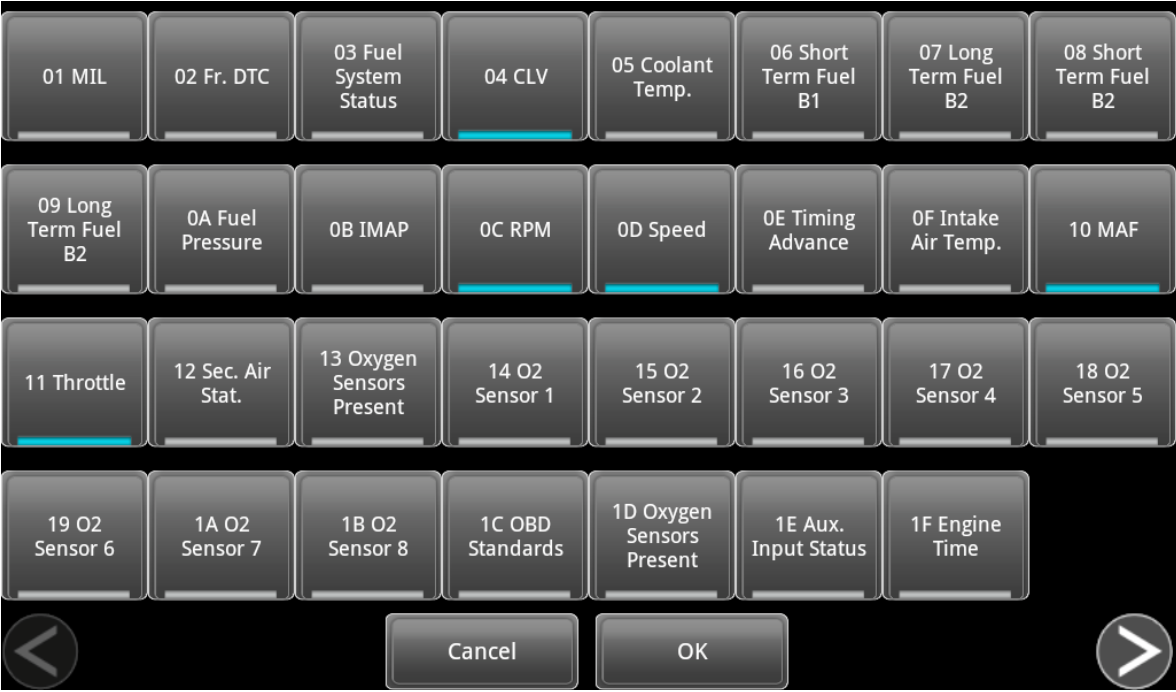 01 MIL
02 Fr. DTC
03 Fuel
System
Status
04 CLV
05 Coolant
Temp.
06 Short
Term Fuel
B1
07 Long
Term Fuel
B2
08 Short
Term Fuel
B2
09 Long
Term Fuel
B2
0A Fuel
Pressure
0B IMAP
0C RPM
0D Speed
0E Timing
Advance
0F Intake
Air Temp.
10 MAF
11 Throttle
12 Sec. Air
Stat.
13 Oxygen
Sensors
Present
14 O2
Sensor 1
15 O2
Sensor 2
16 O2
Sensor 3
17 O2
Sensor 4
18 O2
Sensor 5
19 O2
Sensor 6
1A O2
Sensor 7
1B O2
Sensor 8
1C OBD
Standards
1D Oxygen
Sensors
Present
1E Aux.
Input Status
1F Engine
Time
Cancel
OK